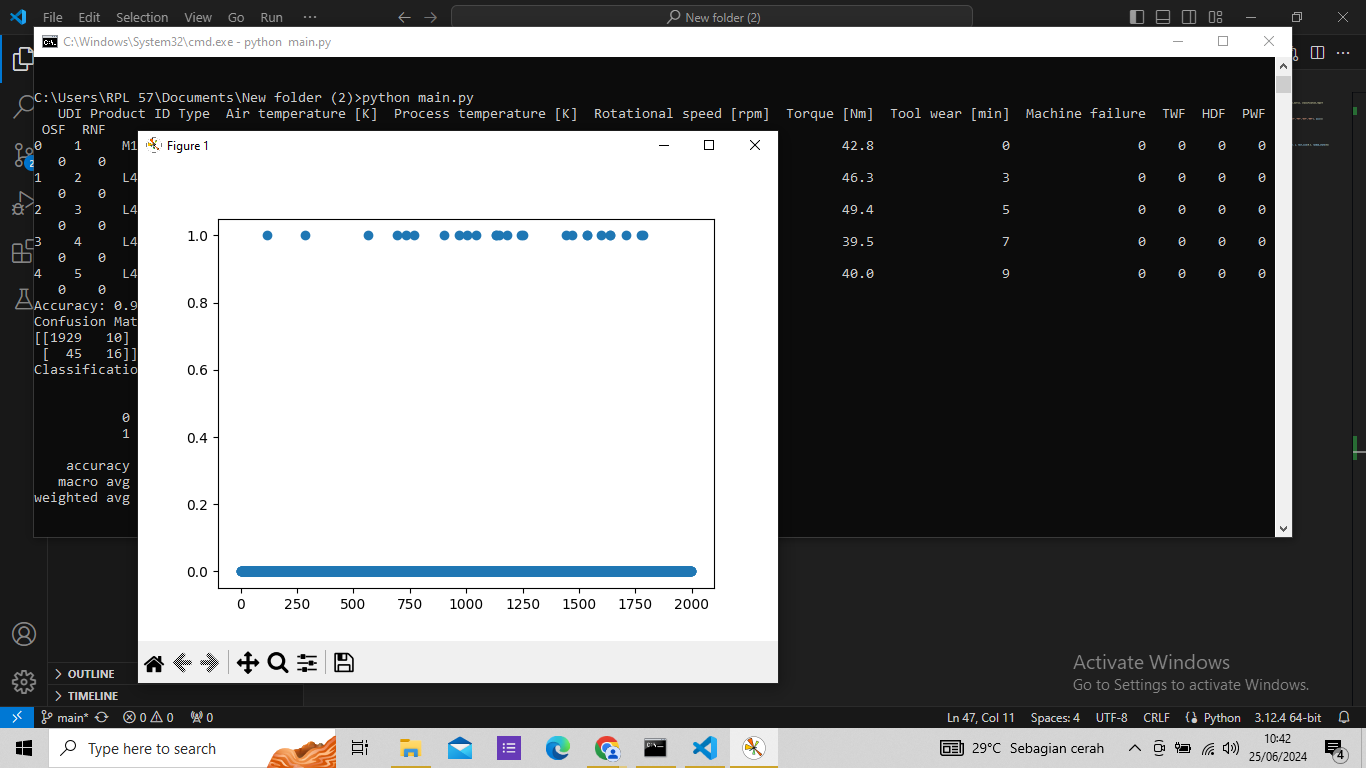 File Edit Selection View Go Run ··· New folder (2)
C:\Windows\System32\cmd.exe - python main.py
C:\Users\RPL 57\Documents\New folder (2)>python main.py
UDI Product ID Type Air temperature [K] Process temperature [K] Rotational speed [rpm] Torque [Nm] Tool wear [min] Machine failure TWF HDF PWF
OSF RNF
Figure 1
0 1 M1 42.8 0 0 0 0 0
0 0
1 2 L4 46.3 3 0 0 0 0
0 0
2 3 L4 49.4 5 0 0 0 0
0 0
3 4 L4 39.5 7 0 0 0 0
0 0
4 5 L4 40.0 9 0 0 0 0
0 0
Accuracy: 0.9
Confusion Mat
[[1929 10]
[ 45 16]]
Classificatio
0
1
accuracy
macro avg
weighted avg
1.0
0.8
0.6
0.4
0.2
0.0
0 250 500 750 1000 1250 1500 1750 2000
OUTLINE
TIMELINE
Activate Windows
Go to Settings to activate Windows.
main* 0 0 0 Ln 47, Col 11 Spaces: 4 UTF-8 CRLF Python 3.12.4 64-bit
Type here to search 29°C Sebagian cerah 10:42
25/06/2024 4